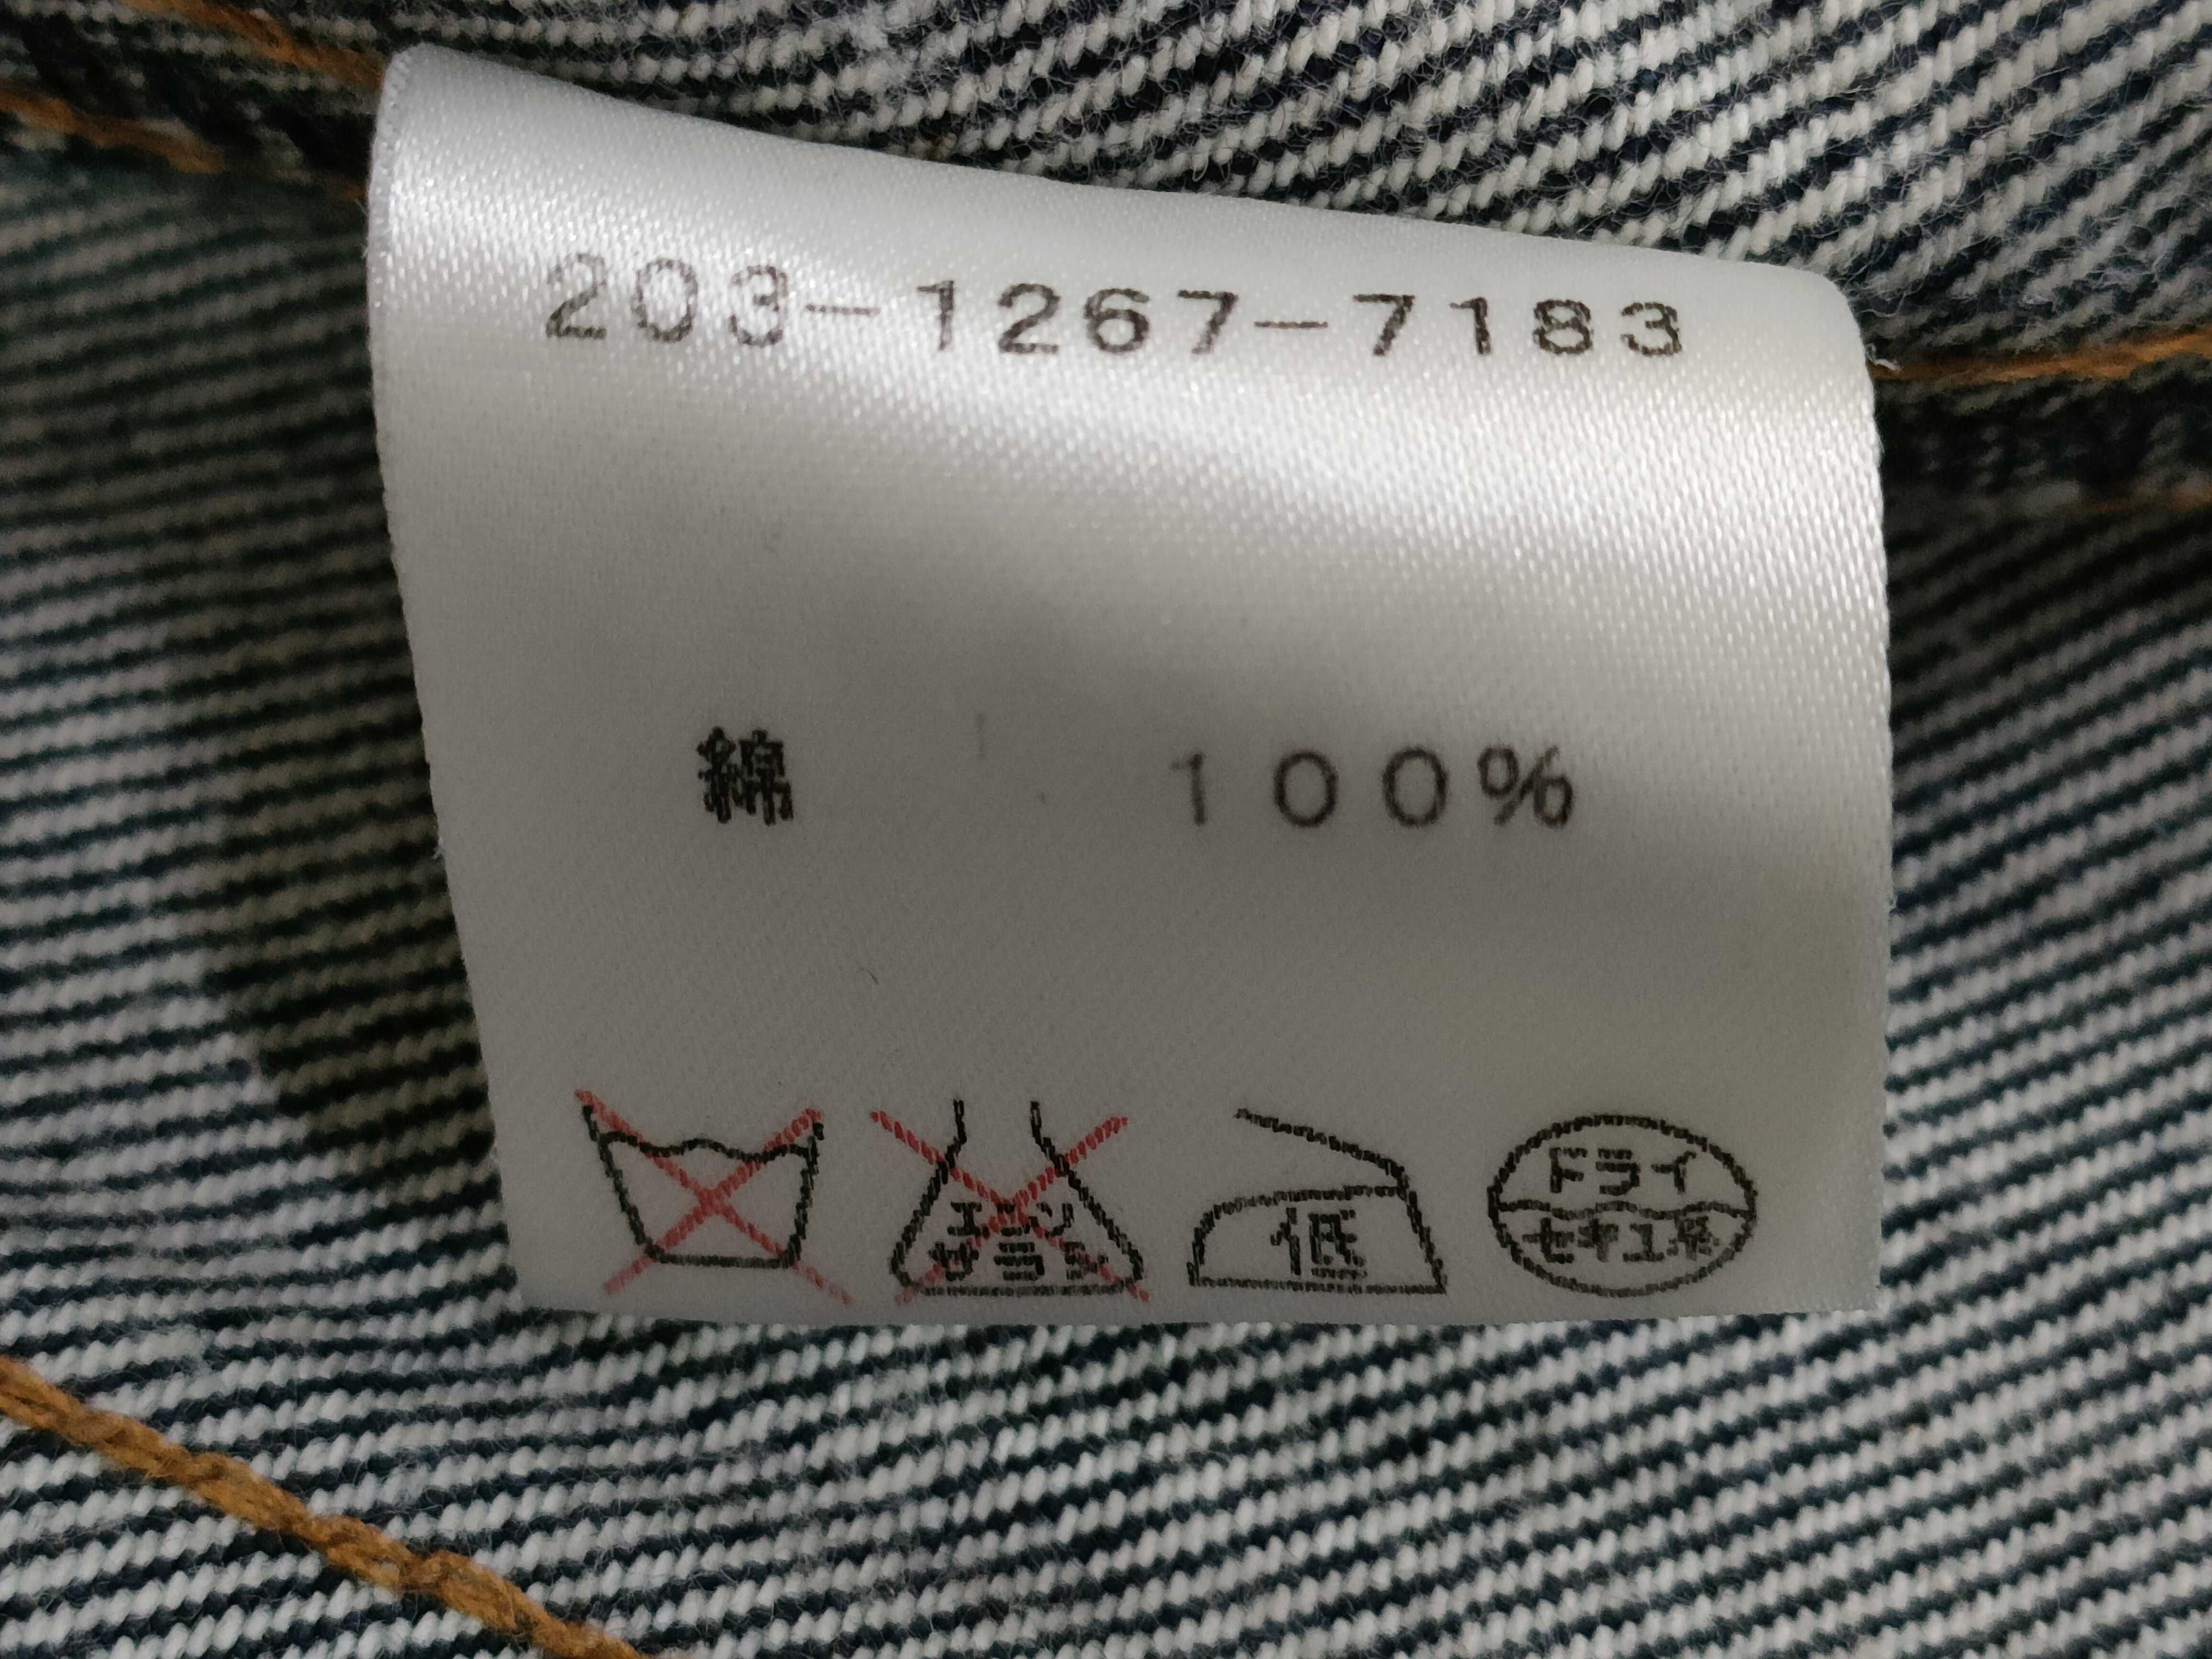 203-1267-7183
綿 100%
エンソ
サラシ
低
ドライ
セキユ系